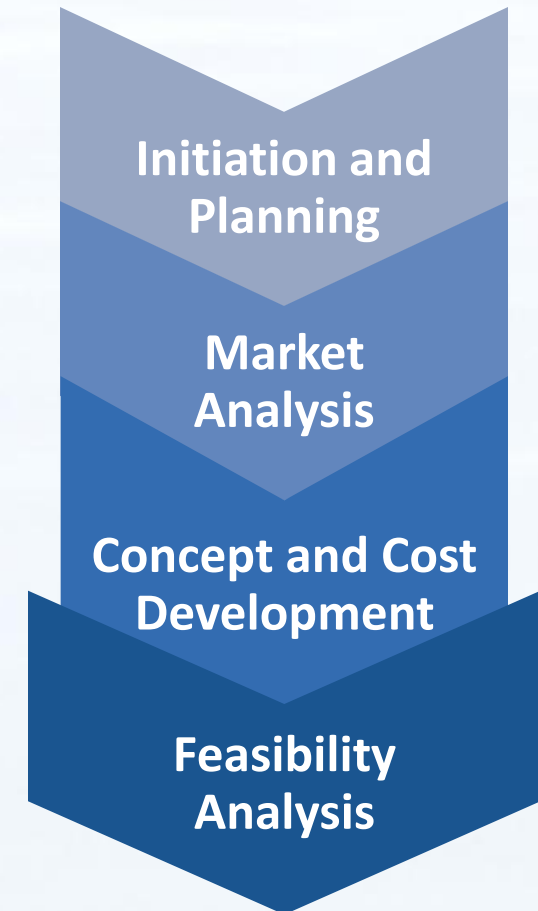 Initiation and
Planning
Market
Analysis
Concept and Cost
Development
Feasibility
Analysis